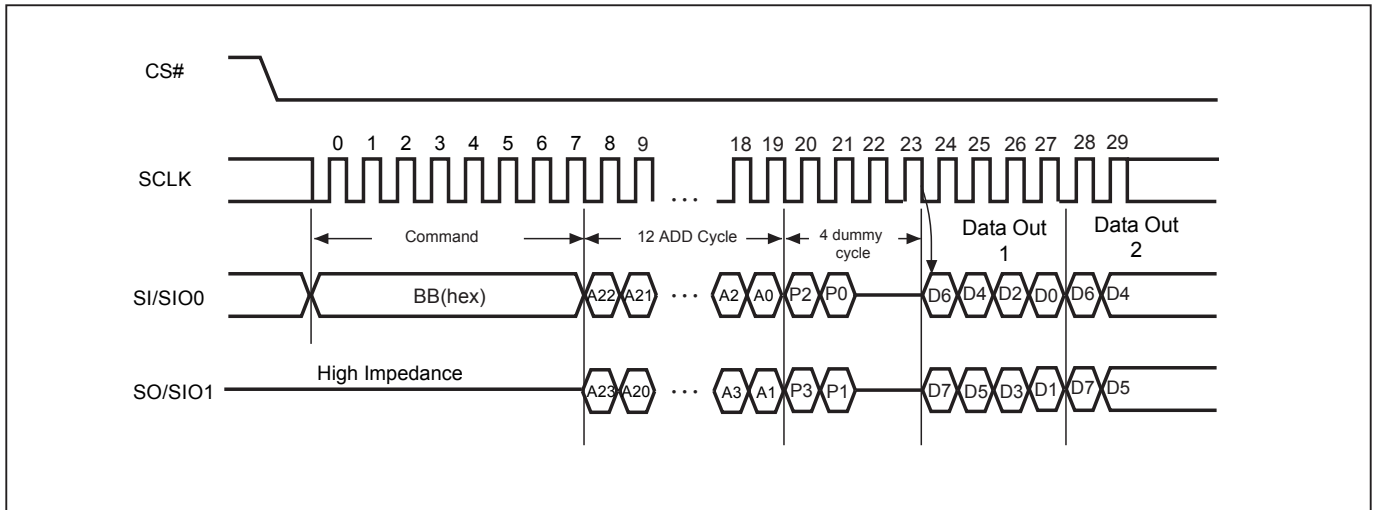 CS#
0 1 2 3 4 5 6 7 8 9 18 19 20 21 22 23 24 25 26 27 28 29
SCLK
...
Command
12 ADD Cycle
4 dummy
cycle
Data Out
1
Data Out
2
SI/SIO0
BB(hex)
A22 A21 ... A2 A0 P2 P0 D6 D4 D2 D0 D6 D4
High Impedance
SO/SIO1
A23 A20 ... A3 A1 P3 P1 D7 D5 D3 D1 D7 D5